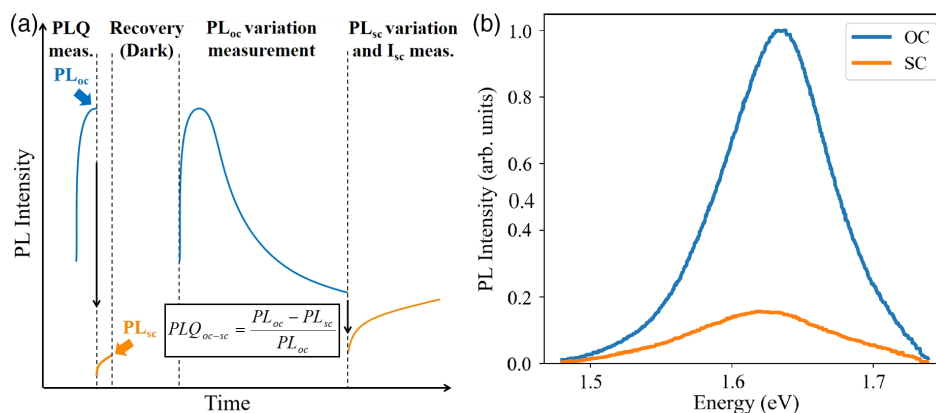 (a)
PLQ meas.
Recovery (Dark)
PLoc variation measurement
PLsc variation and Isc meas.
PLoc
PLsc
PLQoc−sc = (PLoc − PLsc) / PLoc
PL Intensity
Time
(b)
OC
SC
PL Intensity (arb. units)
1.0
0.8
0.6
0.4
0.2
0.0
1.5
1.6
1.7
Energy (eV)